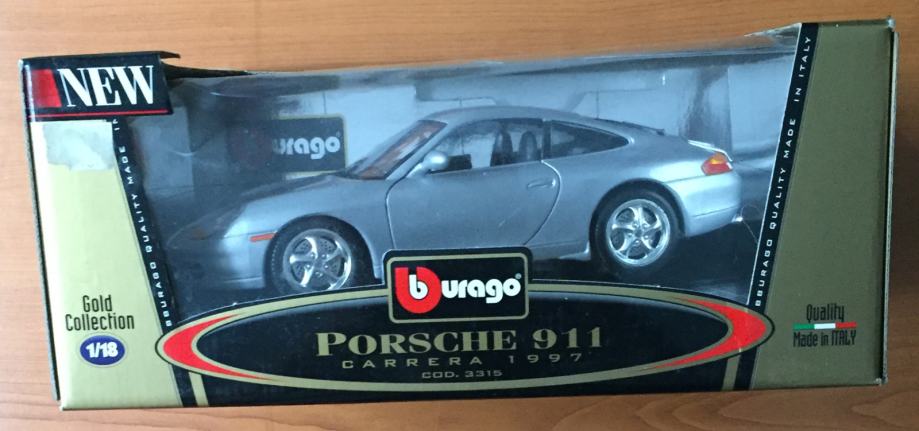 NEW
BBURAGO QUALITY MADE IN
burago
BBURAGO QUALITY MADE IN ITALY
burago
Gold
Collection
1/18
PORSCHE 911
CARRERA 1997
COD. 3315
Quality
Made in ITALY